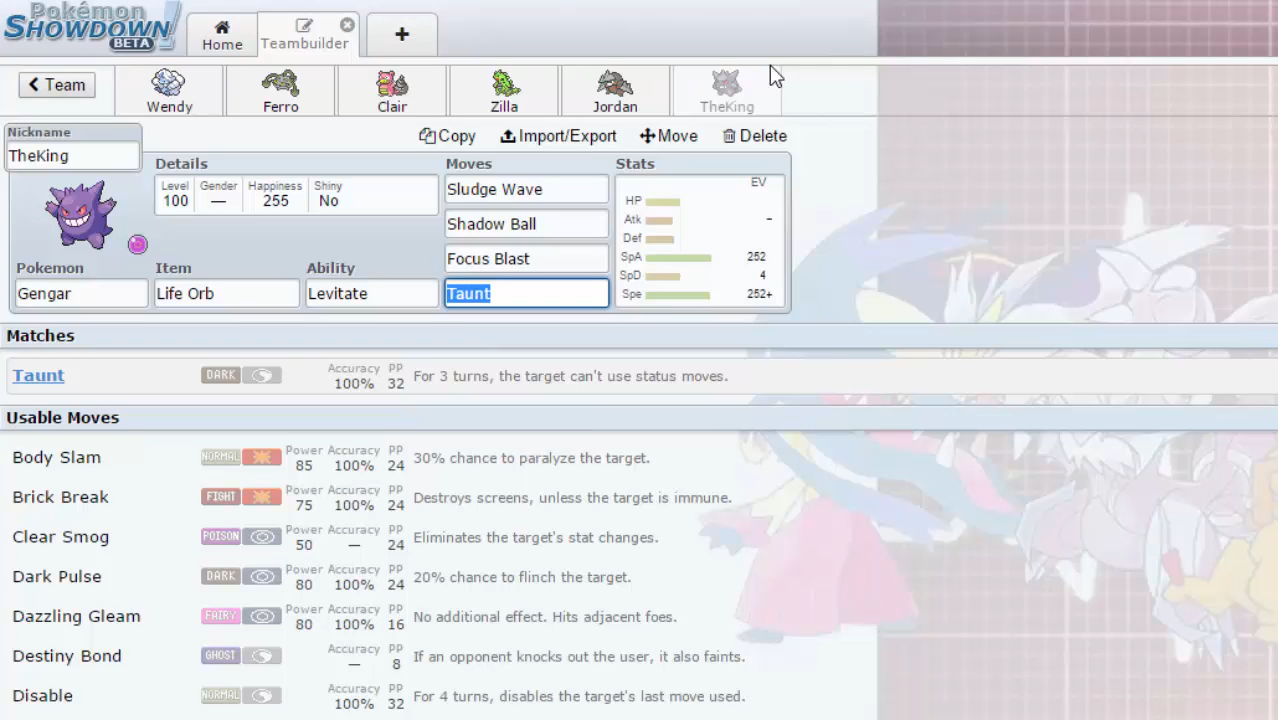 Pokémon
SHOWDOWN!
BETA
Home
Teambuilder
+
Team
Wendy
Ferro
Clair
Zilla
Jordan
TheKing
Nickname
TheKing
Copy
Import/Export
Move
Delete
Details
Level
100
Gender
—
Happiness
255
Shiny
No
Pokemon
Gengar
Item
Life Orb
Ability
Levitate
Moves
Sludge Wave
Shadow Ball
Focus Blast
Taunt
Stats
EV
HP
Atk -
Def
SpA 252
SpD 4
Spe 252+
Matches
Taunt DARK Accuracy 100% PP 32 For 3 turns, the target can't use status moves.
Usable Moves
Body Slam NORMAL Power 85 Accuracy 100% PP 24 30% chance to paralyze the target.
Brick Break FIGHT Power 75 Accuracy 100% PP 24 Destroys screens, unless the target is immune.
Clear Smog POISON Power 50 Accuracy — PP 24 Eliminates the target's stat changes.
Dark Pulse DARK Power 80 Accuracy 100% PP 24 20% chance to flinch the target.
Dazzling Gleam FAIRY Power 80 Accuracy 100% PP 16 No additional effect. Hits adjacent foes.
Destiny Bond GHOST Accuracy — PP 8 If an opponent knocks out the user, it also faints.
Disable NORMAL Accuracy 100% PP 32 For 4 turns, disables the target's last move used.